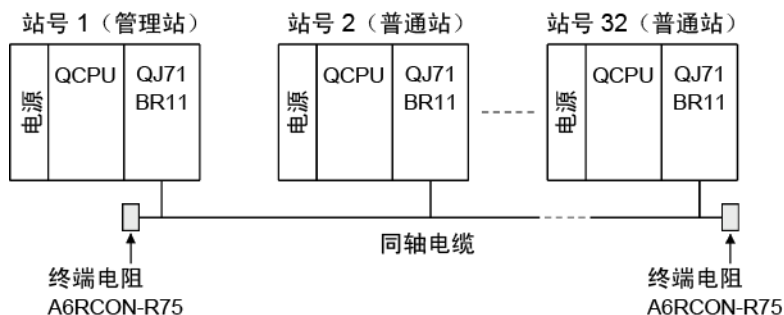 站号 1（管理站）
站号 2（普通站）
站号 32（普通站）
电源
QCPU
QJ71
BR11
电源
QCPU
QJ71
BR11
电源
QCPU
QJ71
BR11
同轴电缆
终端电阻
A6RCON-R75
终端电阻
A6RCON-R75